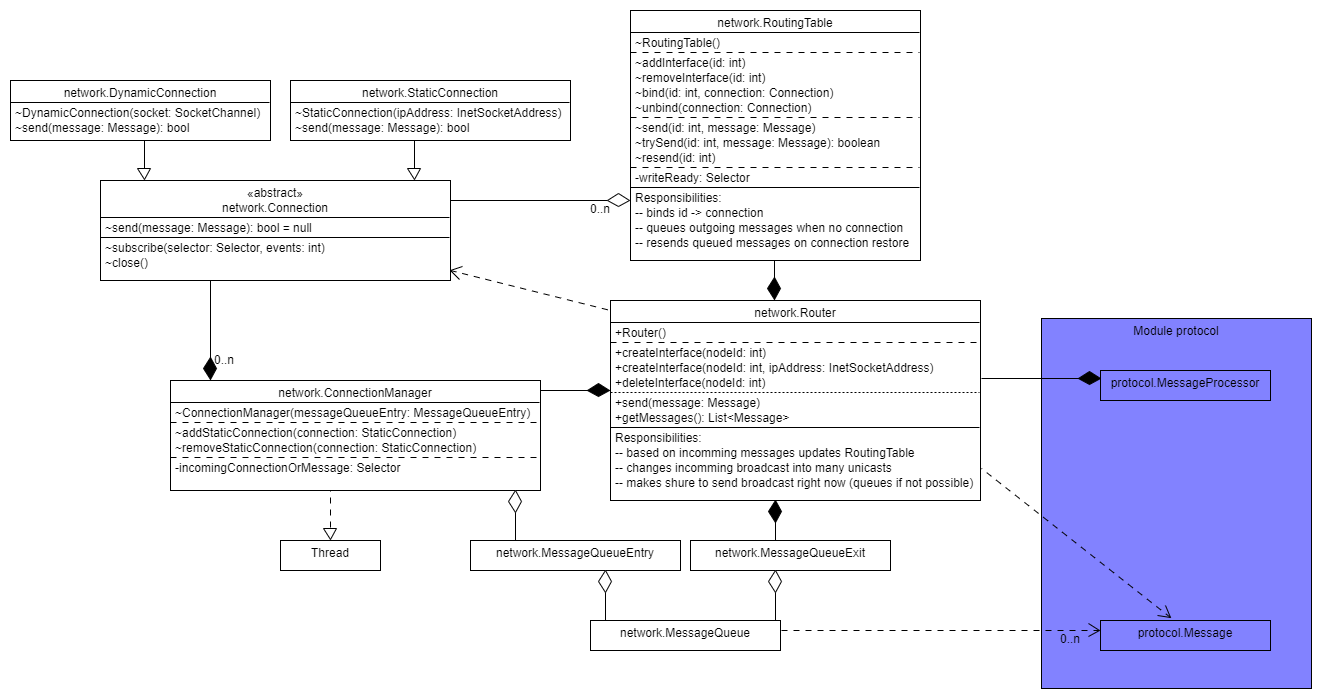 network.RoutingTable
~RoutingTable()
~addInterface(id: int)
~removeInterface(id: int)
~bind(id: int, connection: Connection)
~unbind(connection: Connection)
~send(id: int, message: Message)
~trySend(id: int, message: Message): boolean
~resend(id: int)
-writeReady: Selector
Responsibilities:
-- binds id -> connection
-- queues outgoing messages when no connection
-- resends queued messages on connection restore
network.DynamicConnection
~DynamicConnection(socket: SocketChannel)
~send(message: Message): bool
network.StaticConnection
~StaticConnection(ipAddress: InetSocketAddress)
~send(message: Message): bool
«abstract»
network.Connection
~send(message: Message): bool = null
~subscribe(selector: Selector, events: int)
~close()
0..n
network.Router
+Router()
+createInterface(nodeId: int)
+createInterface(nodeId: int, ipAddress: InetSocketAddress)
+deleteInterface(nodeId: int)
+send(message: Message)
+getMessages(): List<Message>
Responsibilities:
-- based on incomming messages updates RoutingTable
-- changes incomming broadcast into many unicasts
-- makes shure to send broadcast right now (queues if not possible)
0..n
network.ConnectionManager
~ConnectionManager(messageQueueEntry: MessageQueueEntry)
~addStaticConnection(connection: StaticConnection)
~removeStaticConnection(connection: StaticConnection)
-incomingConnectionOrMessage: Selector
Thread
network.MessageQueueEntry
network.MessageQueueExit
network.MessageQueue
Module protocol
protocol.MessageProcessor
protocol.Message
0..n